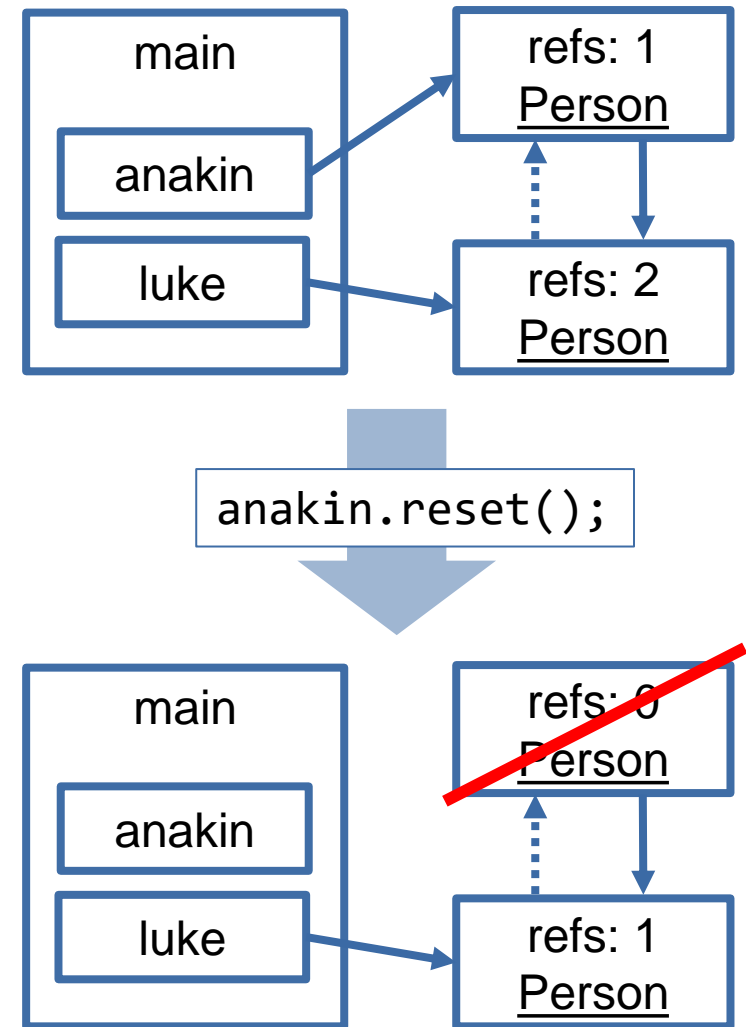 main
refs: 1
Person
anakin
luke
refs: 2
Person
anakin.reset();
main
refs: 0
Person
anakin
luke
refs: 1
Person